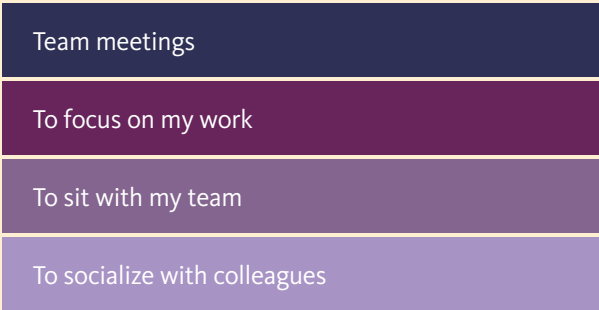 Team meetings
To focus on my work
To sit with my team
To socialize with colleagues